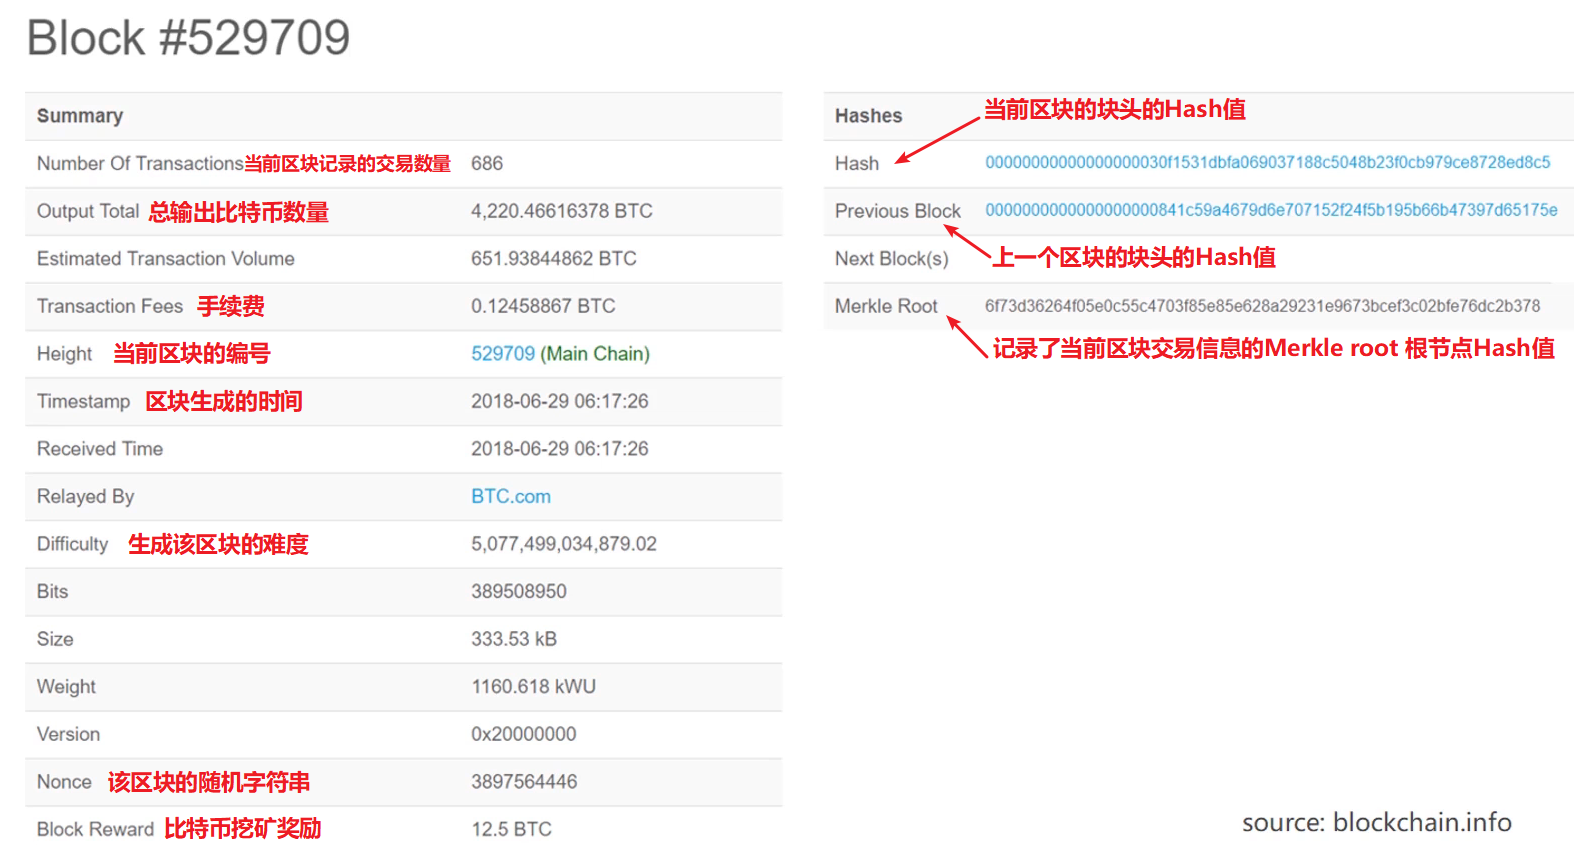 Block #529709
Summary
Number Of Transactions当前区块记录的交易数量 686
Output Total 总输出比特币数量 4,220.46616378 BTC
Estimated Transaction Volume 651.93844862 BTC
Transaction Fees 手续费 0.12458867 BTC
Height 当前区块的编号 529709 (Main Chain)
Timestamp 区块生成的时间 2018-06-29 06:17:26
Received Time 2018-06-29 06:17:26
Relayed By BTC.com
Difficulty 生成该区块的难度 5,077,499,034,879.02
Bits 389508950
Size 333.53 kB
Weight 1160.618 kWU
Version 0x20000000
Nonce 该区块的随机字符串 3897564446
Block Reward 比特币挖矿奖励 12.5 BTC
Hashes 当前区块的块头的Hash值
Hash 00000000000000000030f1531dbfa069037188c5048b23f0cb979ce8728ed8c5
Previous Block 0000000000000000000841c59a4679d6e707152f24f5b195b66b47397d65175e
Next Block(s) 上一个区块的块头的Hash值
Merkle Root 6f73d36264f05e0c55c4703f85e85e628a29231e9673bcef3c02bfe76dc2b378
记录了当前区块交易信息的Merkle root 根节点Hash值
source: blockchain.info